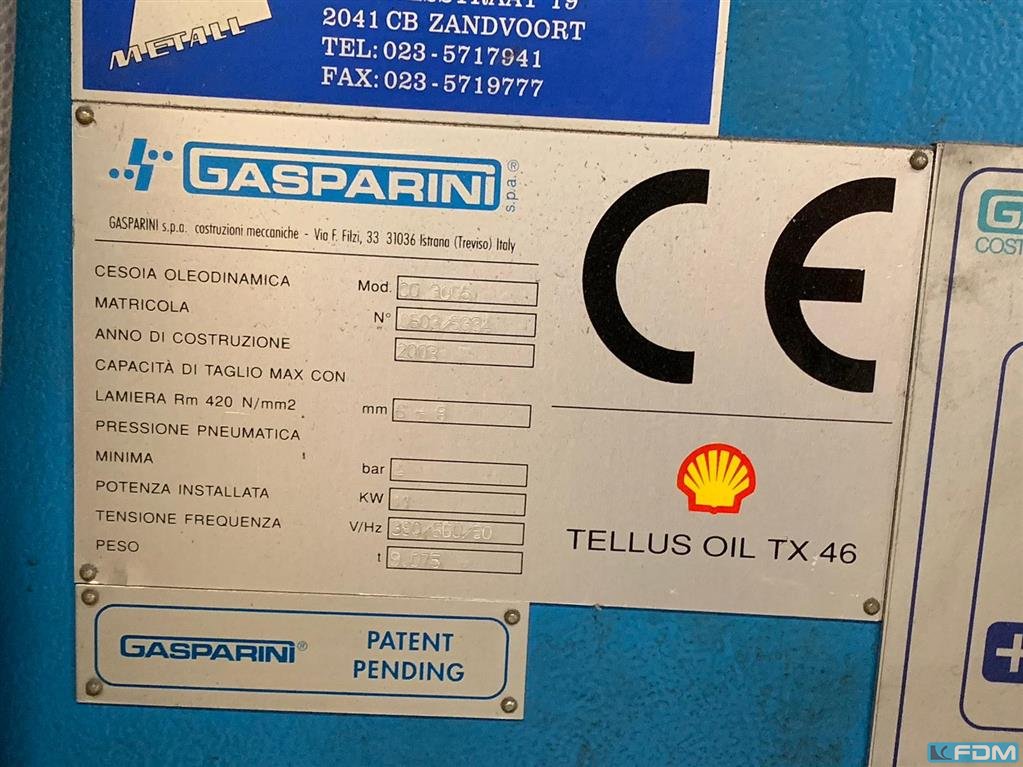 METALL
2041 CB ZANDVOORT
TEL: 023 - 5717941
FAX: 023 - 5719777
GASPARINI s.p.a.®
GASPARINI s.p.a. costruzioni meccaniche - Via F. Filzi, 33 31036 Istrana (Treviso) Italy
CESOIA OLEODINAMICA Mod.
MATRICOLA N°
ANNO DI COSTRUZIONE 2003
CAPACITÀ DI TAGLIO MAX CON
LAMIERA Rm 420 N/mm2 mm
PRESSIONE PNEUMATICA
MINIMA bar
POTENZA INSTALLATA KW
TENSIONE FREQUENZA V/Hz
PESO t 9.075
CE
TELLUS OIL TX 46
GASPARINI®
PATENT
PENDING
FDM